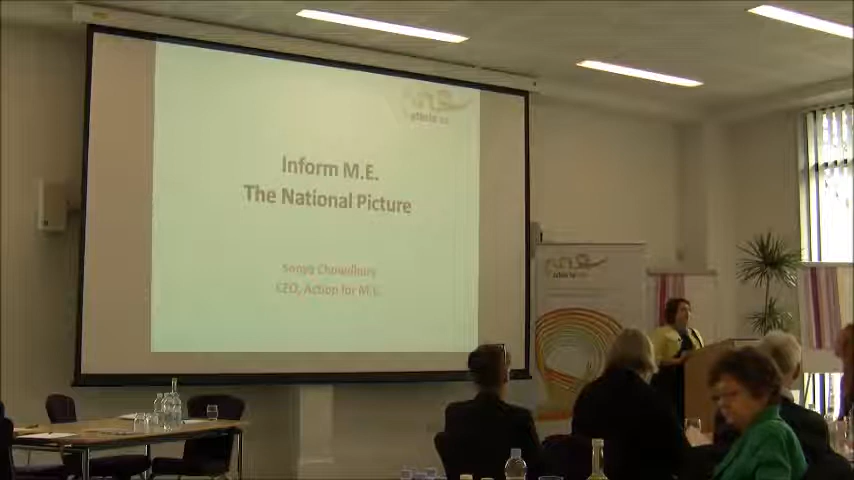 Inform M.E.
The National Picture
Sonya Chowdhury
CEO, Action for M.E.